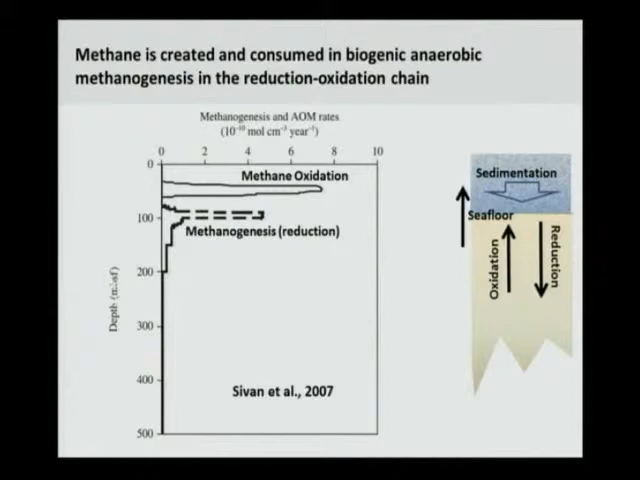 Methane is created and consumed in biogenic anaerobic
methanogenesis in the reduction-oxidation chain
Methanogenesis and AOM rates
(10⁻¹⁰ mol cm⁻³ year⁻¹)
0 2 4 6 8 10
0
100
200
300
400
500
Depth (mbsf)
Methane Oxidation
Methanogenesis (reduction)
Sivan et al., 2007
Sedimentation
Seafloor
Oxidation
Reduction